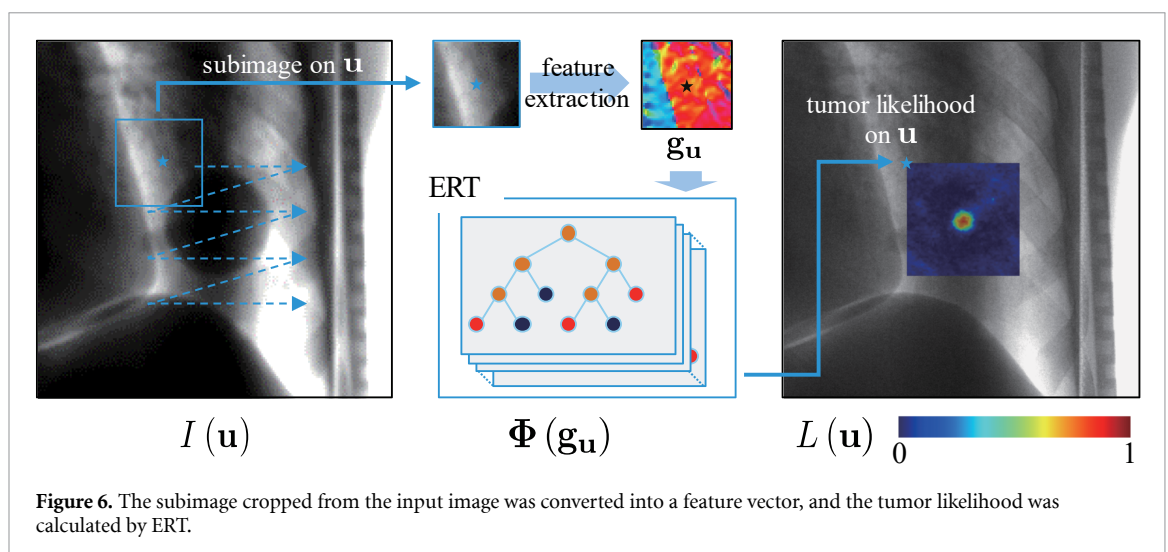 subimage on u
feature
extraction
tumor likelihood
on u
g_u
ERT
I (u)
Φ (g_u)
L (u)
0
1
Figure 6. The subimage cropped from the input image was converted into a feature vector, and the tumor likelihood was
calculated by ERT.